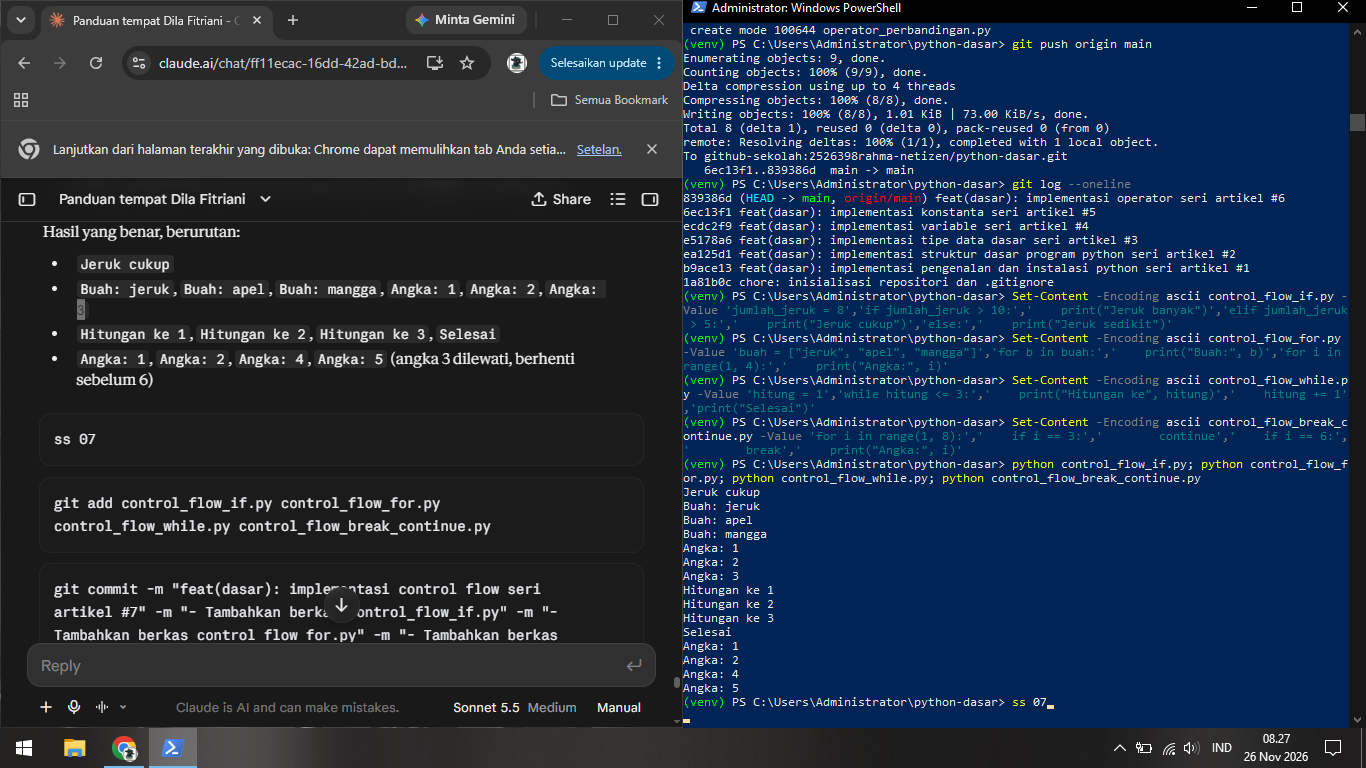 Panduan tempat Dila Fitriani - C
Minta Gemini
claude.ai/chat/ff11ecac-16dd-42ad-bd...
Selesaikan update
Semua Bookmark
Lanjutkan dari halaman terakhir yang dibuka: Chrome dapat memulihkan tab Anda setia...
Setelan.
Panduan tempat Dila Fitriani
Share
Hasil yang benar, berurutan:
• Jeruk cukup
• Buah: jeruk, Buah: apel, Buah: mangga, Angka: 1, Angka: 2, Angka:
3
• Hitungan ke 1, Hitungan ke 2, Hitungan ke 3, Selesai
• Angka: 1, Angka: 2, Angka: 4, Angka: 5 (angka 3 dilewati, berhenti
sebelum 6)
ss 07
git add control_flow_if.py control_flow_for.py
control_flow_while.py control_flow_break_continue.py
git commit -m "feat(dasar): implementasi control flow seri
artikel #7" -m "- Tambahkan berkas control_flow_if.py" -m "-
Tambahkan berkas control flow for.py" -m "- Tambahkan berkas
Reply
Claude is AI and can make mistakes.
Sonnet 5.5 Medium
Manual
Administrator: Windows PowerShell
create mode 100644 operator_perbandingan.py
(venv) PS C:\Users\Administrator\python-dasar> git push origin main
Enumerating objects: 9, done.
Counting objects: 100% (9/9), done.
Delta compression using up to 4 threads
Compressing objects: 100% (8/8), done.
Writing objects: 100% (8/8), 1.01 KiB | 73.00 KiB/s, done.
Total 8 (delta 1), reused 0 (delta 0), pack-reused 0 (from 0)
remote: Resolving deltas: 100% (1/1), completed with 1 local object.
To github-sekolah:2526398rahma-netizen/python-dasar.git
6ec13f1..839386d  main -> main
(venv) PS C:\Users\Administrator\python-dasar> git log --oneline
839386d (HEAD -> main, origin/main) feat(dasar): implementasi operator seri artikel #6
6ec13f1 feat(dasar): implementasi konstanta seri artikel #5
ecdc2f9 feat(dasar): implementasi variable seri artikel #4
e5178a6 feat(dasar): implementasi tipe data dasar seri artikel #3
ea125d1 feat(dasar): implementasi struktur dasar program python seri artikel #2
b9ace13 feat(dasar): implementasi pengenalan dan instalasi python seri artikel #1
1a81b0c chore: inisialisasi repositori dan .gitignore
(venv) PS C:\Users\Administrator\python-dasar> Set-Content -Encoding ascii control_flow_if.py -
Value 'jumlah_jeruk = 8','if jumlah_jeruk > 10:','    print("Jeruk banyak")','elif jumlah_jeruk
> 5:','    print("Jeruk cukup")','else:','    print("Jeruk sedikit")'
(venv) PS C:\Users\Administrator\python-dasar> Set-Content -Encoding ascii control_flow_for.py
-Value 'buah = ["jeruk", "apel", "mangga"]','for b in buah:','    print("Buah:", b)','for i in
range(1, 4):','    print("Angka:", i)'
(venv) PS C:\Users\Administrator\python-dasar> Set-Content -Encoding ascii control_flow_while.p
y -Value 'hitung = 1','while hitung <= 3:','    print("Hitungan ke", hitung)','    hitung += 1'
,'print("Selesai")'
(venv) PS C:\Users\Administrator\python-dasar> Set-Content -Encoding ascii control_flow_break_c
ontinue.py -Value 'for i in range(1, 8):','    if i == 3:','        continue','    if i == 6:',
'        break','    print("Angka:", i)'
(venv) PS C:\Users\Administrator\python-dasar> python control_flow_if.py; python control_flow_f
or.py; python control_flow_while.py; python control_flow_break_continue.py
Jeruk cukup
Buah: jeruk
Buah: apel
Buah: mangga
Angka: 1
Angka: 2
Angka: 3
Hitungan ke 1
Hitungan ke 2
Hitungan ke 3
Selesai
Angka: 1
Angka: 2
Angka: 4
Angka: 5
(venv) PS C:\Users\Administrator\python-dasar> ss 07
IND
08.27
26 Nov 2026